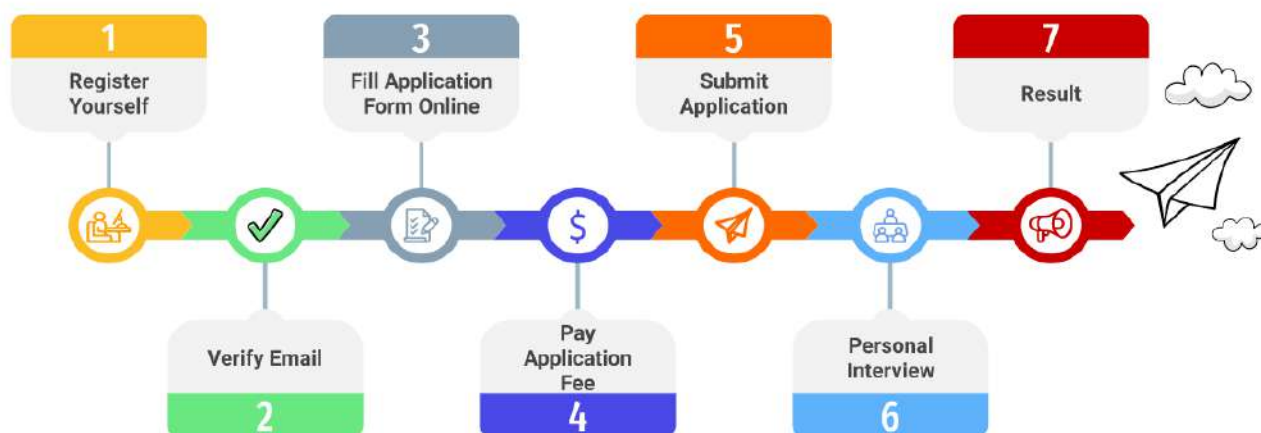 1
Register
Yourself
Verify Email
2
3
Fill Application
Form Online
$
Pay
Application
Fee
4
5
Submit
Application
Personal
Interview
6
7
Result